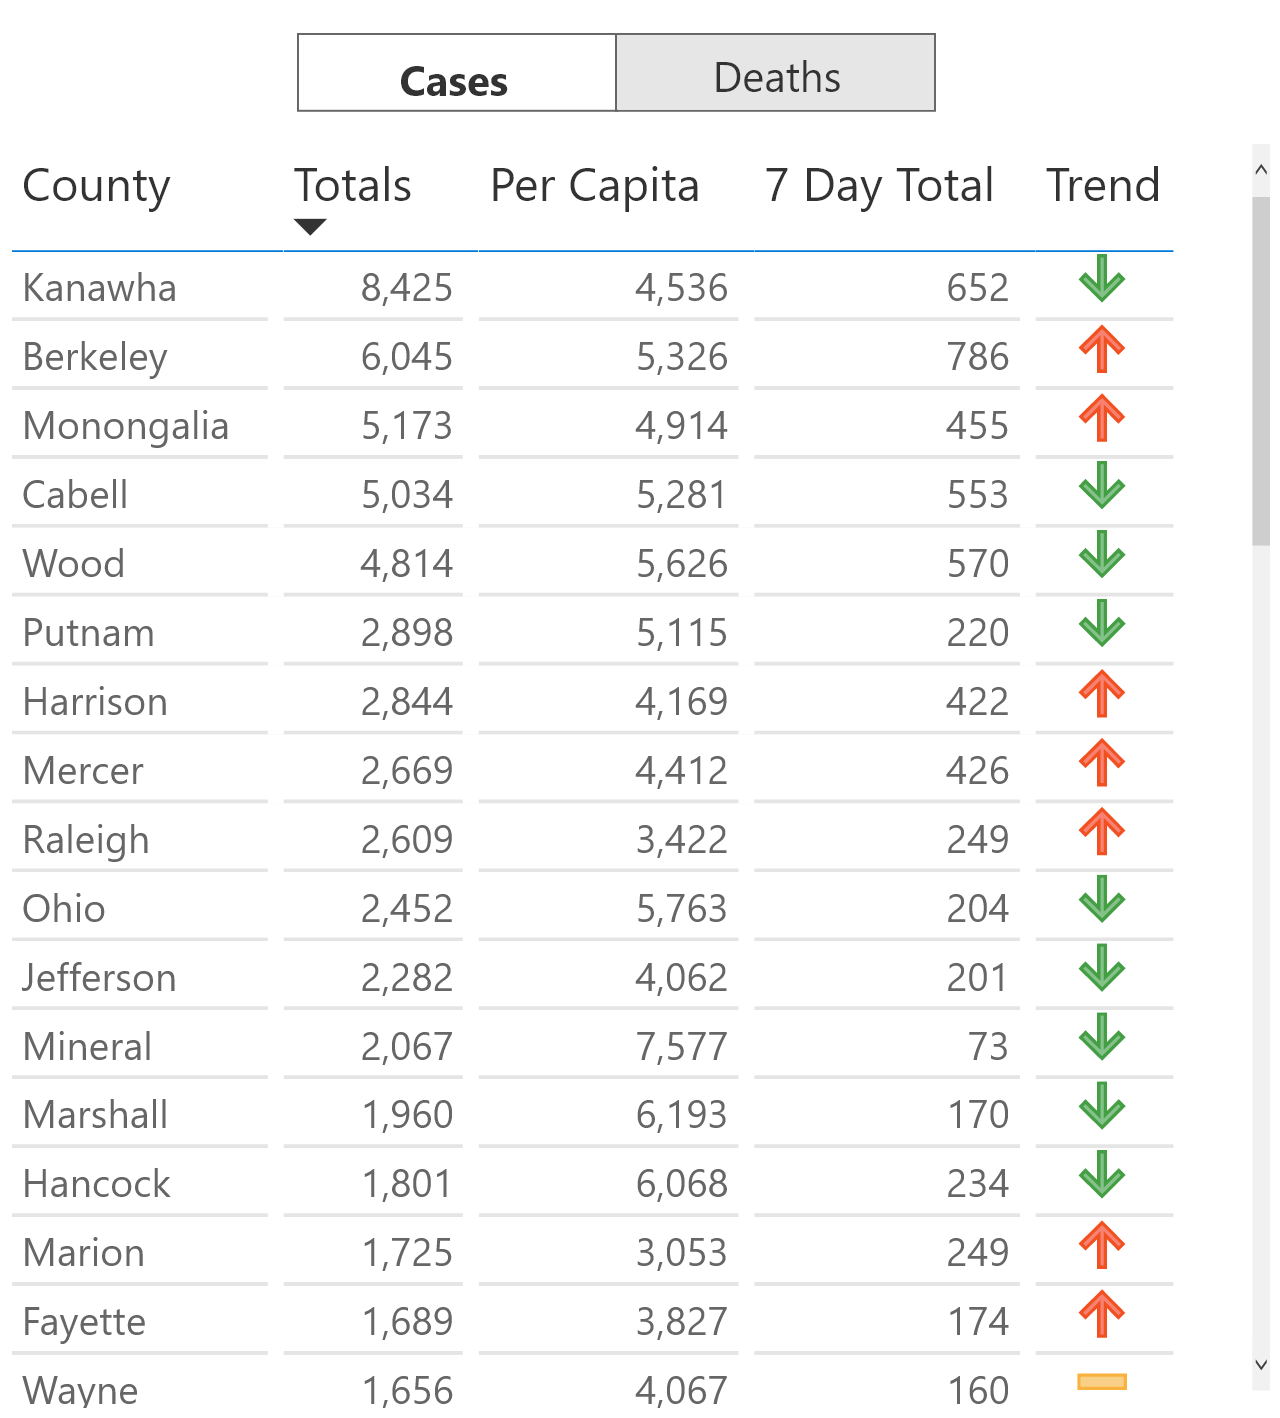 Cases Deaths
County Totals Per Capita 7 Day Total Trend
Kanawha 8,425 4,536 652
Berkeley 6,045 5,326 786
Monongalia 5,173 4,914 455
Cabell 5,034 5,281 553
Wood 4,814 5,626 570
Putnam 2,898 5,115 220
Harrison 2,844 4,169 422
Mercer 2,669 4,412 426
Raleigh 2,609 3,422 249
Ohio 2,452 5,763 204
Jefferson 2,282 4,062 201
Mineral 2,067 7,577 73
Marshall 1,960 6,193 170
Hancock 1,801 6,068 234
Marion 1,725 3,053 249
Fayette 1,689 3,827 174
Wayne 1,656 4,067 160